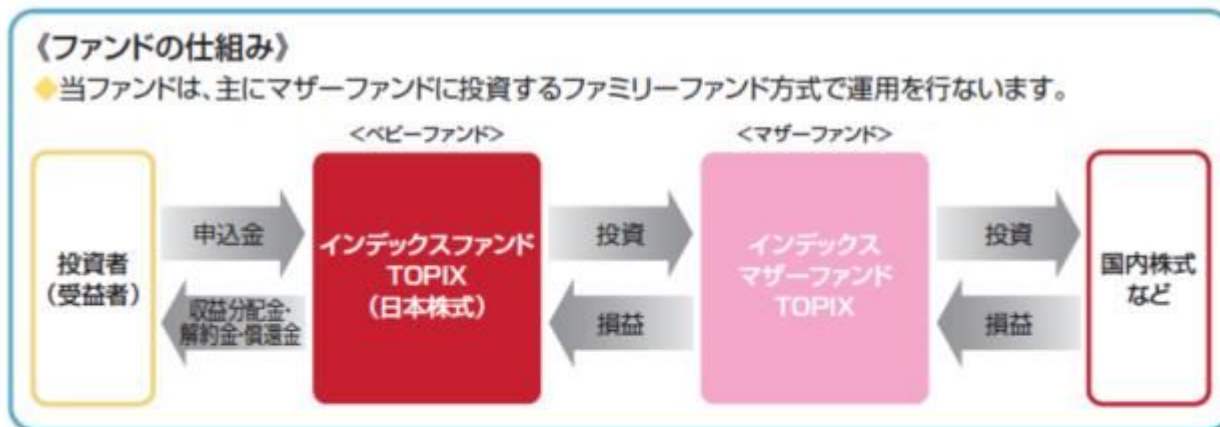 《ファンドの仕組み》
◆当ファンドは、主にマザーファンドに投資するファミリーファンド方式で運用を行ないます。
<ベビーファンド>
<マザーファンド>
投資者
(受益者)
申込金
収益分配金・
解約金・償還金
インデックスファンド
TOPIX
(日本株式)
投資
損益
インデックス
マザーファンド
TOPIX
投資
損益
国内株式
など